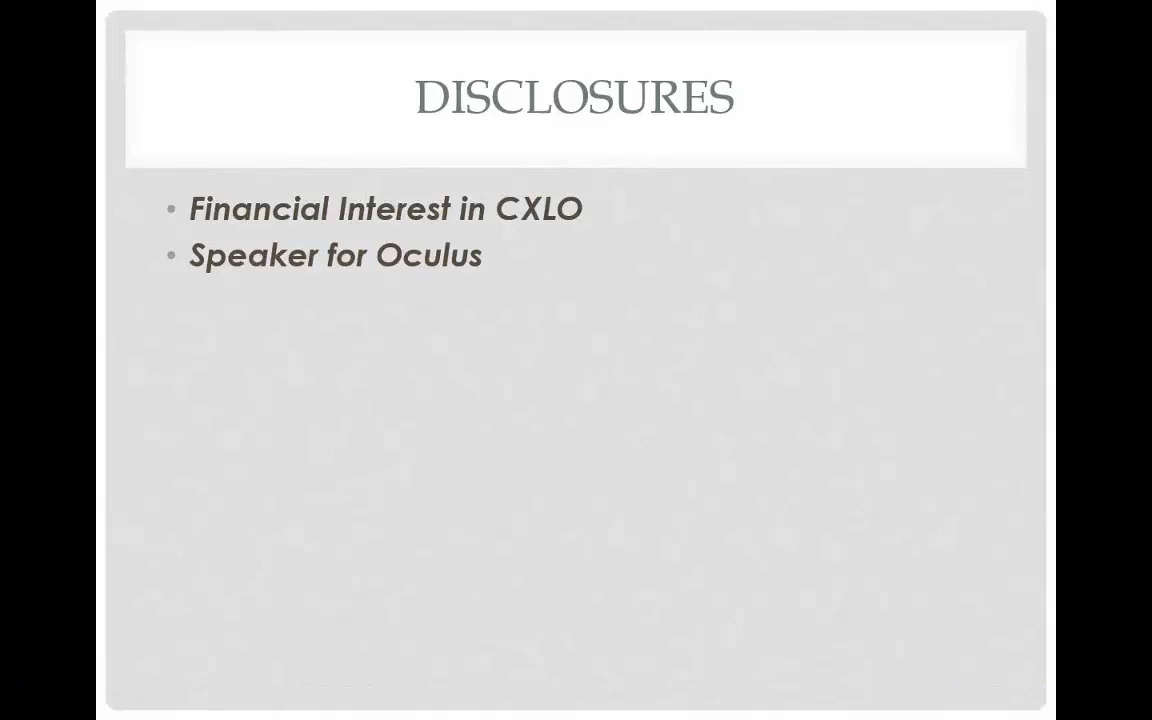 DISCLOSURES
• Financial Interest in CXLO
• Speaker for Oculus